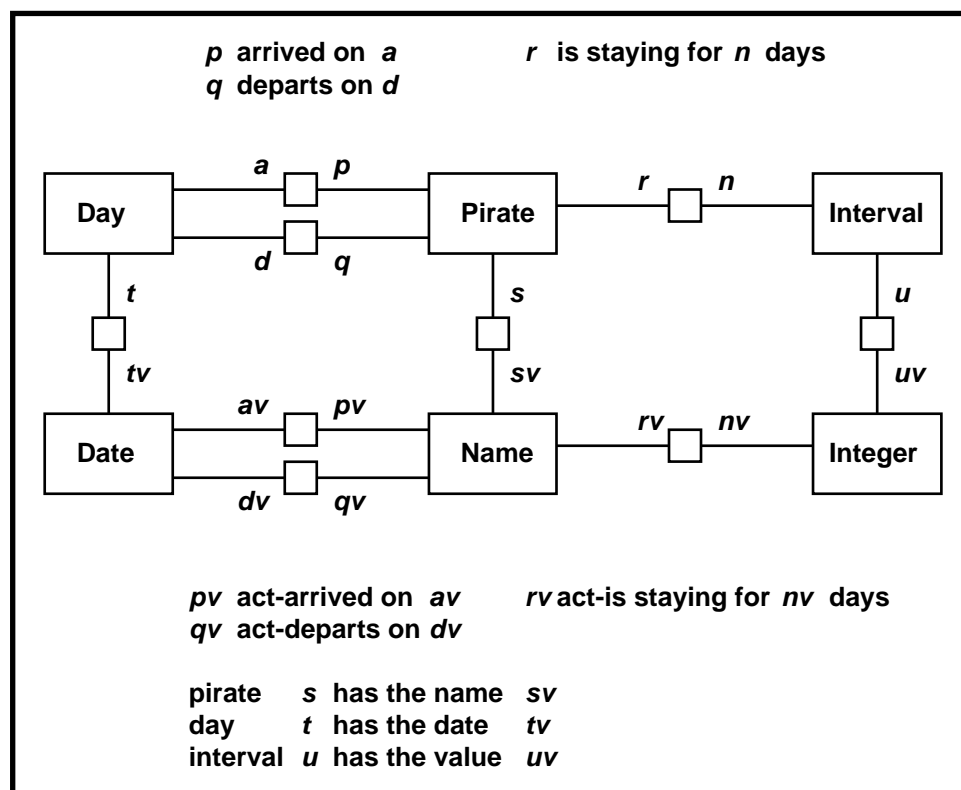 p arrived on a r is staying for n days
q departs on d
a p r n
Day Pirate Interval
d q
t s u
tv sv uv
av pv rv nv
Date Name Integer
dv qv
pv act-arrived on av rv act-is staying for nv days
qv act-departs on dv
pirate s has the name sv
day t has the date tv
interval u has the value uv